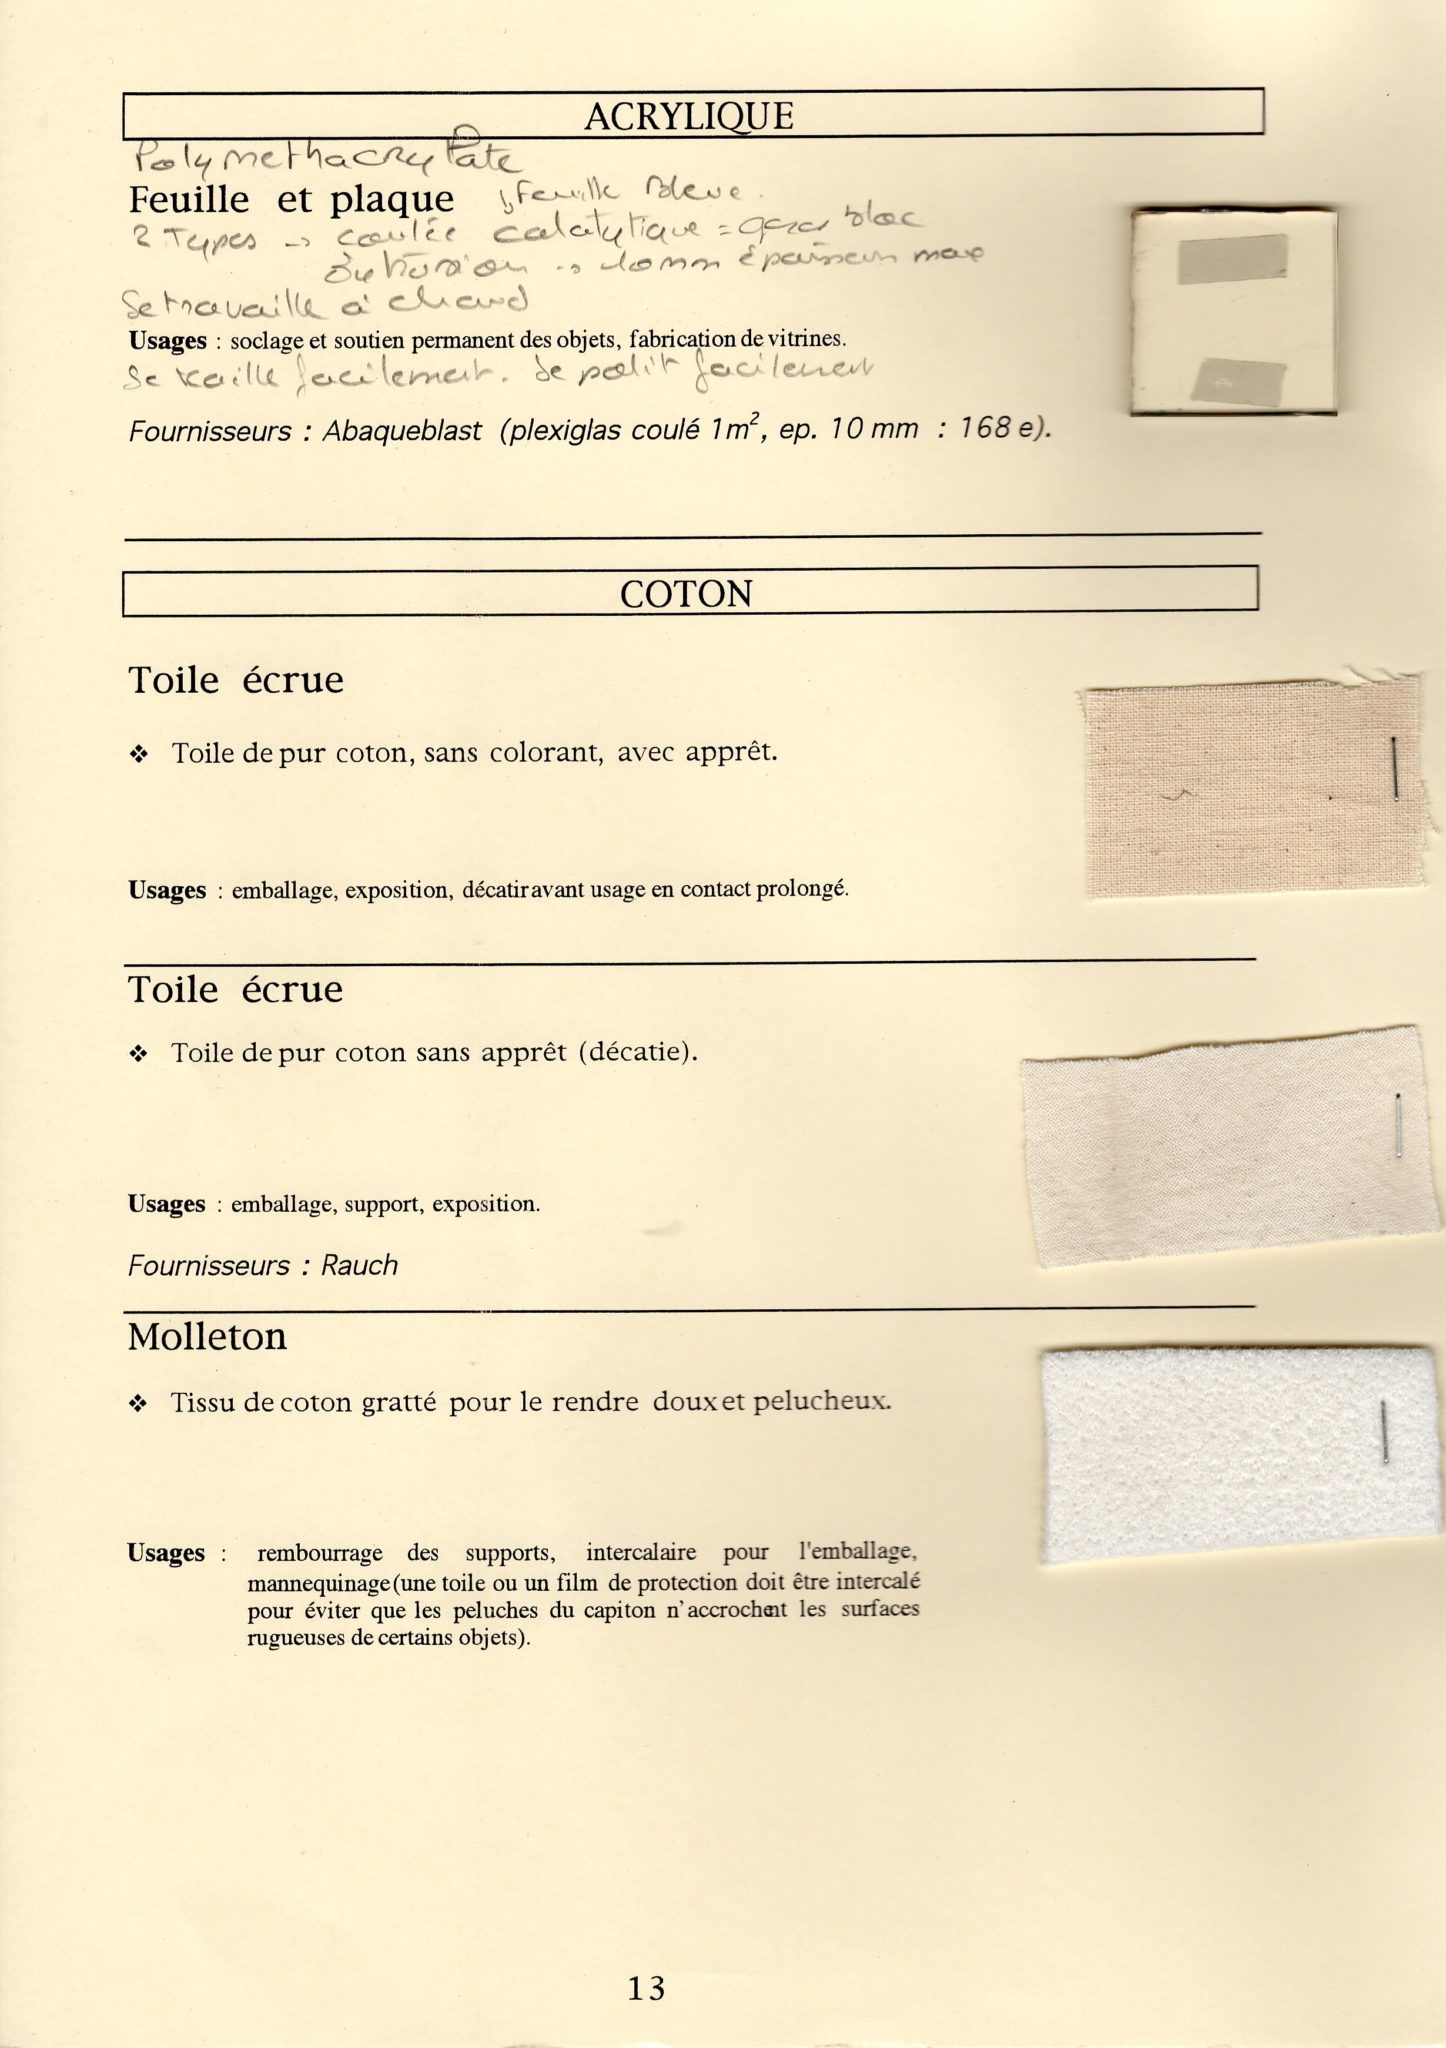 ACRYLIQUE
Polymethacrylate
Feuille et plaque ↳ Feuille Bleue.
2 Types → coulée catalytique = gros bloc
Extrusion → 10mm épaisseur max
Se travaille à chaud
Usages : soclage et soutien permanent des objets, fabrication de vitrines.
Se taille facilement. Se polit facilement
Fournisseurs : Abaqueblast (plexiglas coulé 1m², ep. 10 mm : 168 e).
COTON
Toile écrue
❖ Toile de pur coton, sans colorant, avec apprêt.
Usages : emballage, exposition, décatir avant usage en contact prolongé.
Toile écrue
❖ Toile de pur coton sans apprêt (décatie).
Usages : emballage, support, exposition.
Fournisseurs : Rauch
Molleton
❖ Tissu de coton gratté pour le rendre doux et pelucheux.
Usages : rembourrage des supports, intercalaire pour l'emballage,
mannequinage (une toile ou un film de protection doit être intercalé
pour éviter que les peluches du capiton n'accrochent les surfaces
rugueuses de certains objets).
13